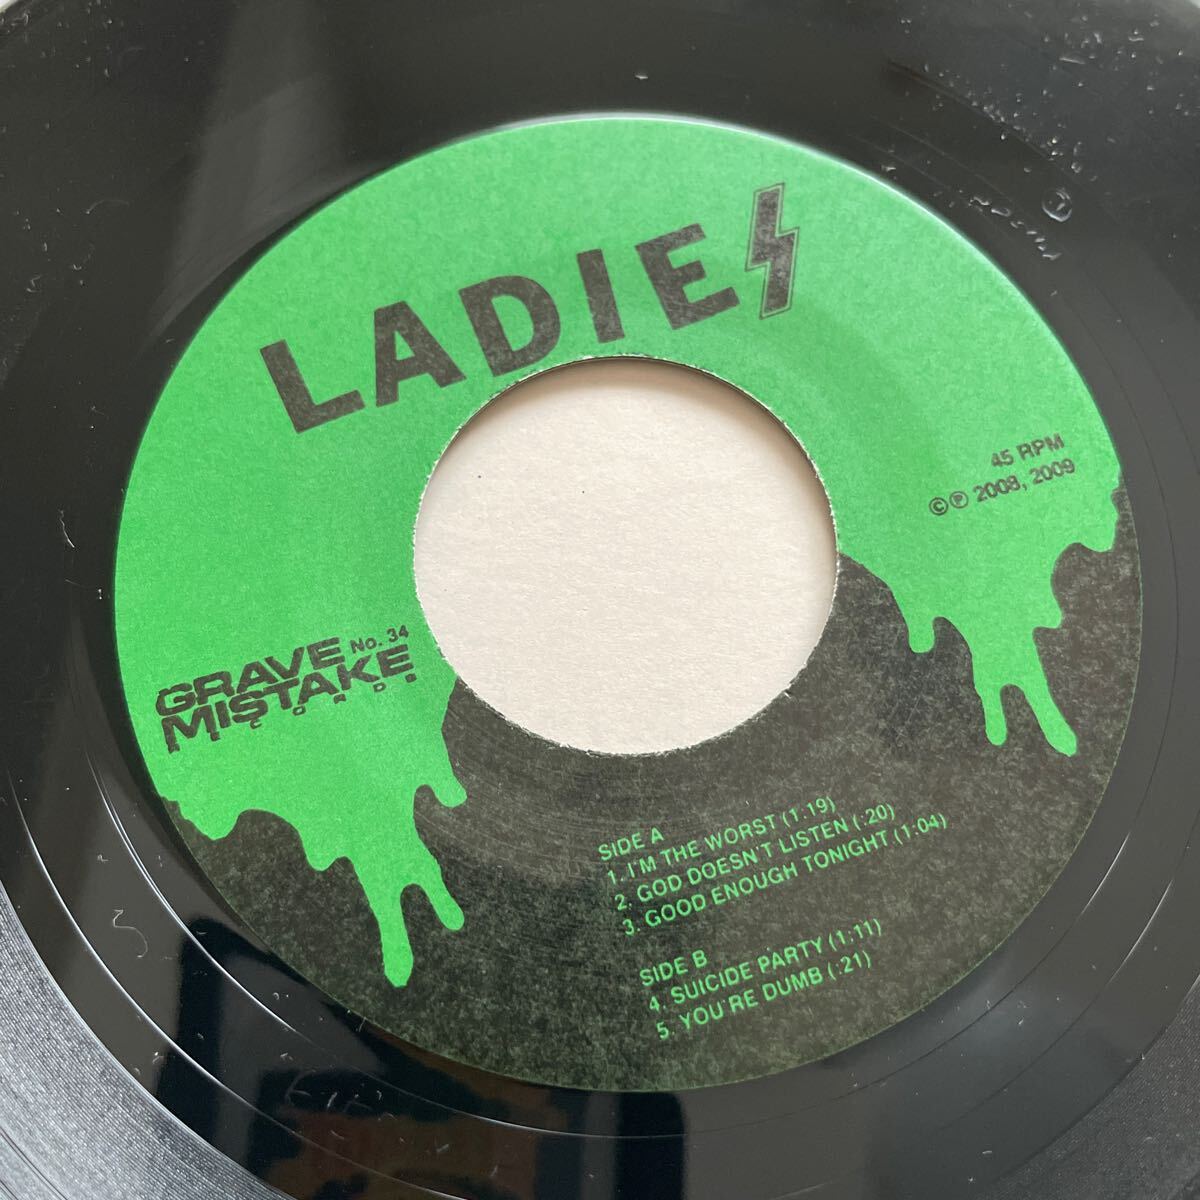 LADIES
45 RPM
© ℗ 2008, 2009
GRAVE No. 34
MISTAKE
RECORDS
SIDE A
1. I'M THE WORST (1:19)
2. GOD DOESN'T LISTEN (:20)
3. GOOD ENOUGH TONIGHT (1:04)
SIDE B
4. SUICIDE PARTY (1:11)
5. YOU'RE DUMB (:21)